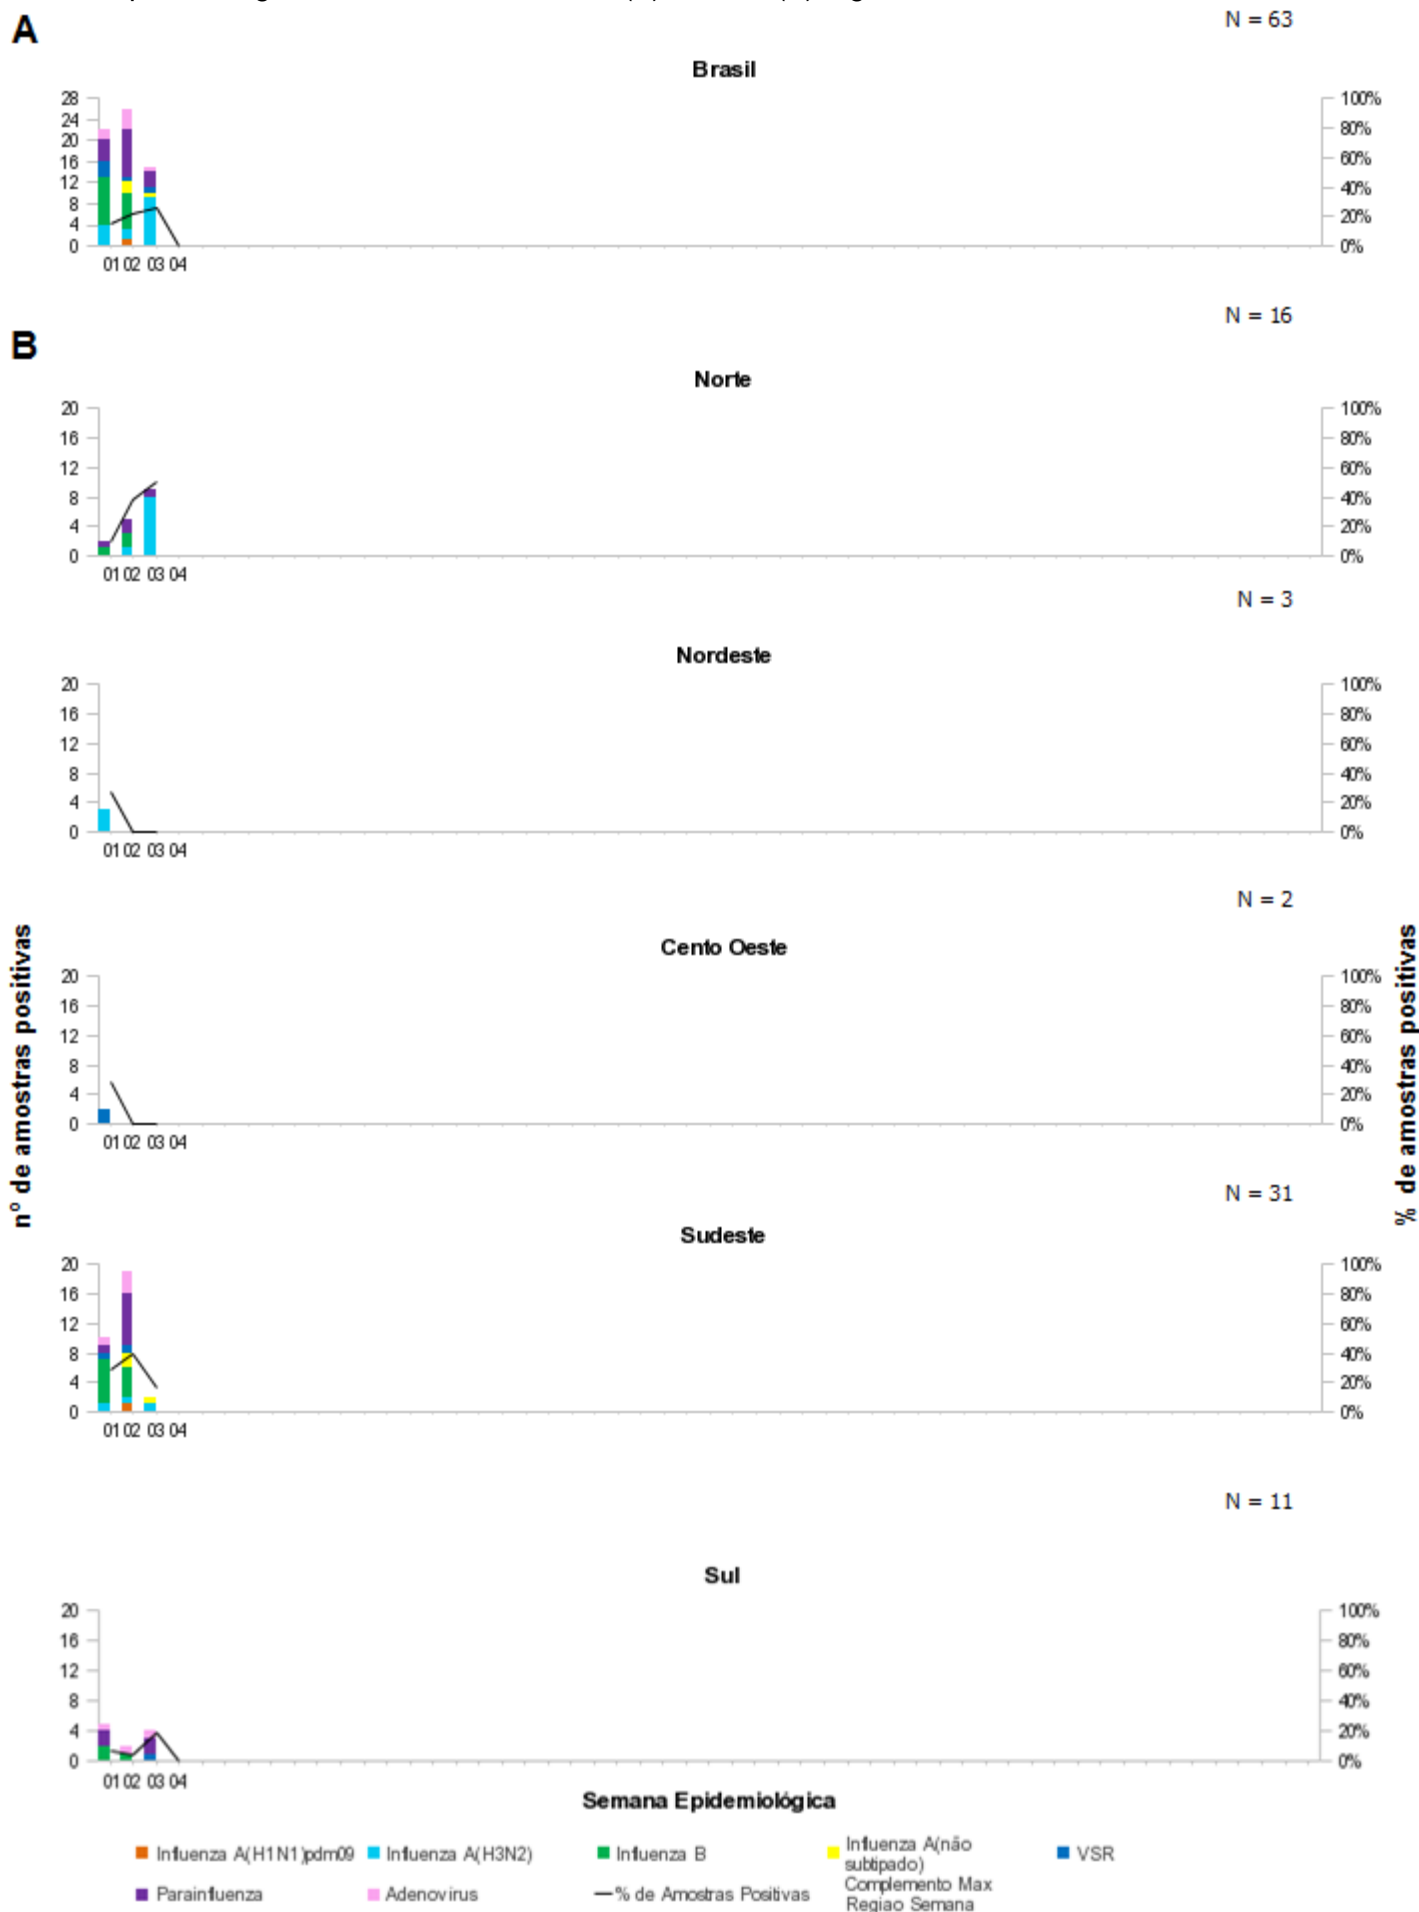 A
N = 63
Brasil
28
24
20
16
12
8
4
0
100%
80%
60%
40%
20%
0%
01 02 03 04
N = 16
B
Norte
20
16
12
8
4
0
100%
80%
60%
40%
20%
0%
01 02 03 04
N = 3
Nordeste
20
16
12
8
4
0
100%
80%
60%
40%
20%
0%
01 02 03 04
N = 2
Cento Oeste
20
16
12
8
4
0
100%
80%
60%
40%
20%
0%
01 02 03 04
nº de amostras positivas
% de amostras positivas
N = 31
Sudeste
20
16
12
8
4
0
100%
80%
60%
40%
20%
0%
01 02 03 04
N = 11
Sul
20
16
12
8
4
0
100%
80%
60%
40%
20%
0%
01 02 03 04
Semana Epidemiológica
Influenza A(H1N1)pdm09
Influenza A(H3N2)
Influenza B
Influenza A(não
subtipado)
VSR
Parainfluenza
Adenovirus
% de Amostras Positivas
Complemento Max
Regiao Semana